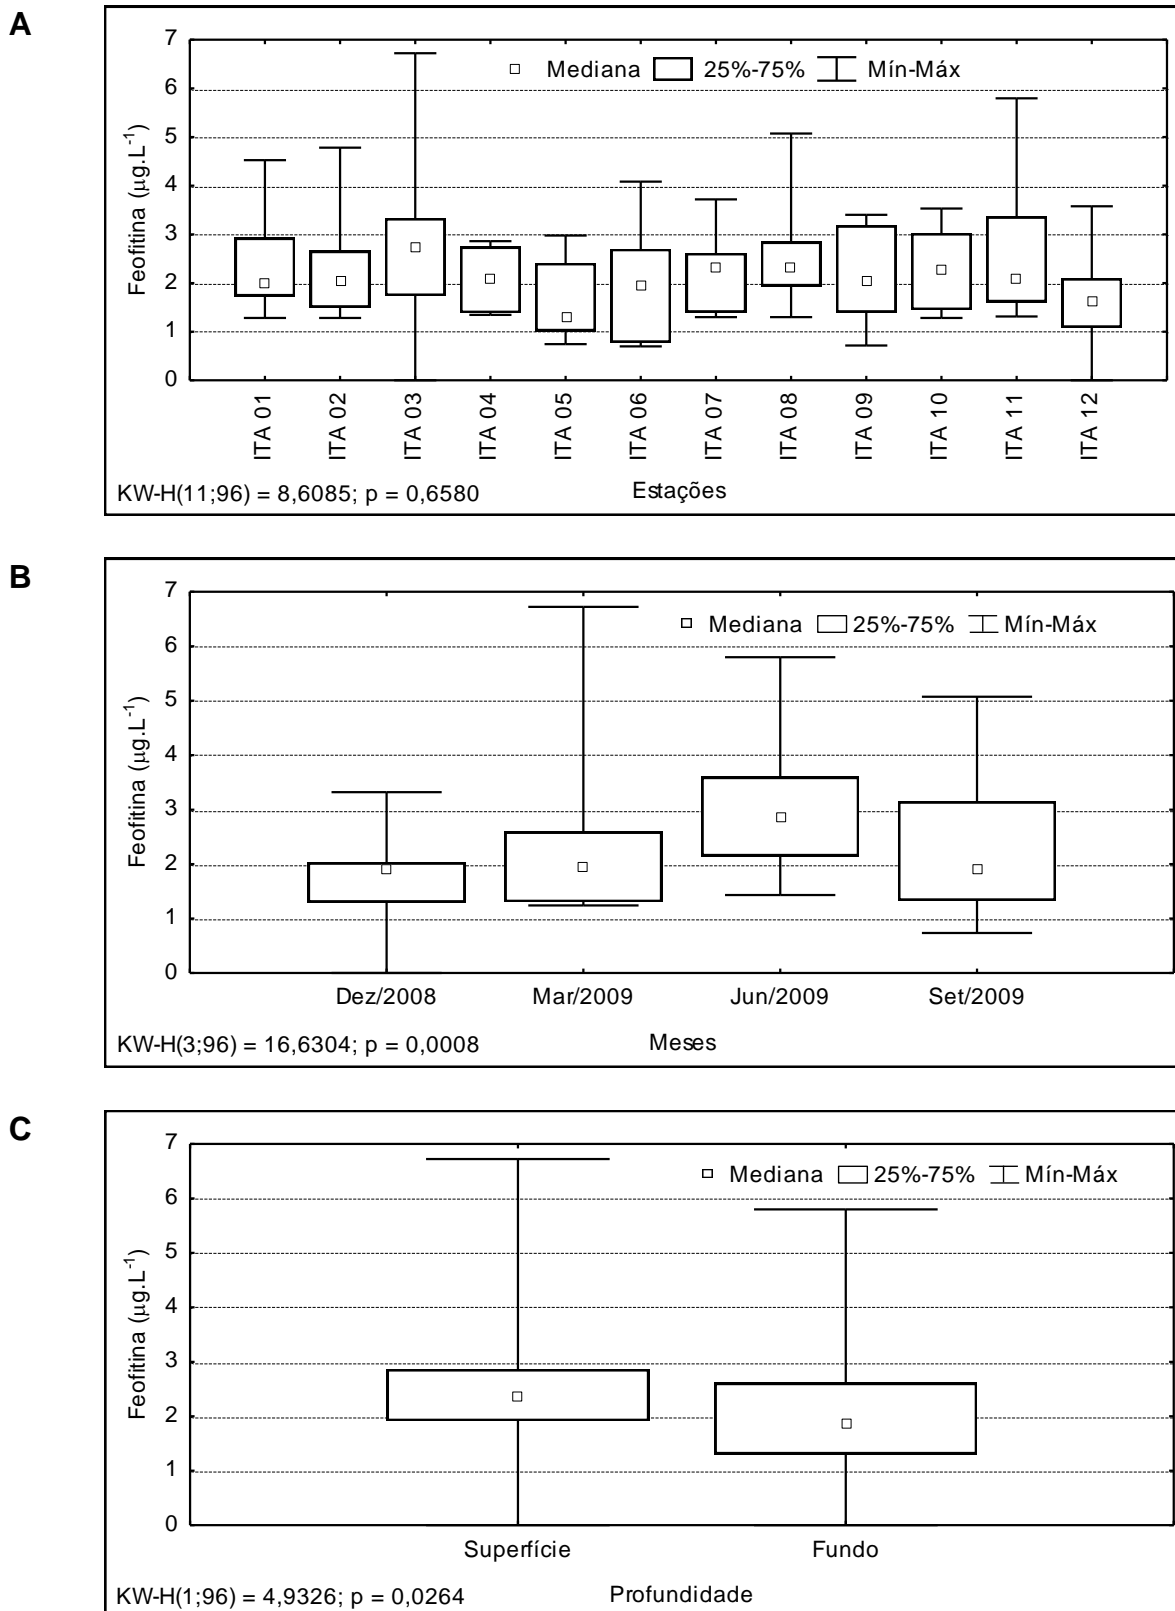 A
7
6
5
4
3
2
1
0
Feofitina (µg.L-1)
Mediana 25%-75% Mín-Máx
ITA 01 ITA 02 ITA 03 ITA 04 ITA 05 ITA 06 ITA 07 ITA 08 ITA 09 ITA 10 ITA 11 ITA 12
KW-H(11;96) = 8,6085; p = 0,6580 Estações
B
7
6
5
4
3
2
1
0
Feofitina (µg.L-1)
Mediana 25%-75% Mín-Máx
Dez/2008 Mar/2009 Jun/2009 Set/2009
KW-H(3;96) = 16,6304; p = 0,0008 Meses
C
7
6
5
4
3
2
1
0
Feofitina (µg.L-1)
Mediana 25%-75% Mín-Máx
Superfície Fundo
KW-H(1;96) = 4,9326; p = 0,0264 Profundidade